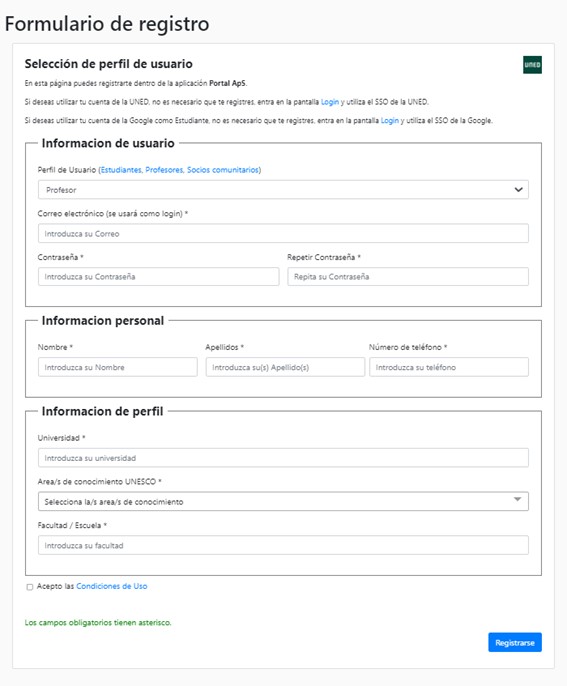 Formulario de registro
Selección de perfil de usuario
UNED
En esta página puedes registrarte dentro de la aplicación Portal ApS.
Si deseas utilizar tu cuenta de la UNED, no es necesario que te registres, entra en la pantalla Login y utiliza el SSO de la UNED.
Si deseas utilizar tu cuenta de la Google como Estudiante, no es necesario que te registres, entra en la pantalla Login y utiliza el SSO de la Google.
Informacion de usuario
Perfil de Usuario (Estudiantes, Profesores, Socios comunitarios)
Profesor
Correo electrónico (se usará como login) *
Introduzca su Correo
Contraseña * Repetir Contraseña *
Introduzca su Contraseña Repita su Contraseña
Informacion personal
Nombre * Apellidos * Número de teléfono *
Introduzca su Nombre Introduzca su(s) Apellido(s) Introduzca su teléfono
Informacion de perfil
Universidad *
Introduzca su universidad
Area/s de conocimiento UNESCO *
Selecciona la/s area/s de conocimiento
Facultad / Escuela *
Introduzca su facultad
Acepto las Condiciones de Uso
Los campos obligatorios tienen asterisco.
Registrarse